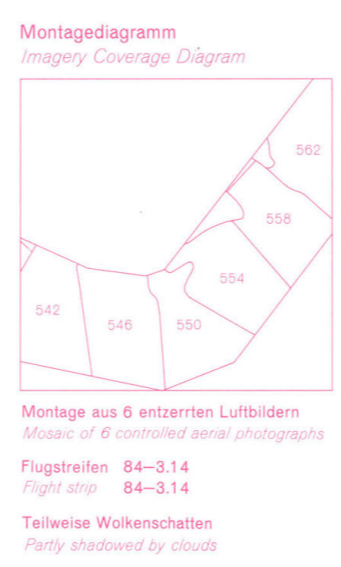 Montagediagramm
Imagery Coverage Diagram
562
558
554
542
546
550
Montage aus 6 entzerrten Luftbildern
Mosaic of 6 controlled aerial photographs
Flugstreifen 84—3.14
Flight strip 84—3.14
Teilweise Wolkenschatten
Partly shadowed by clouds